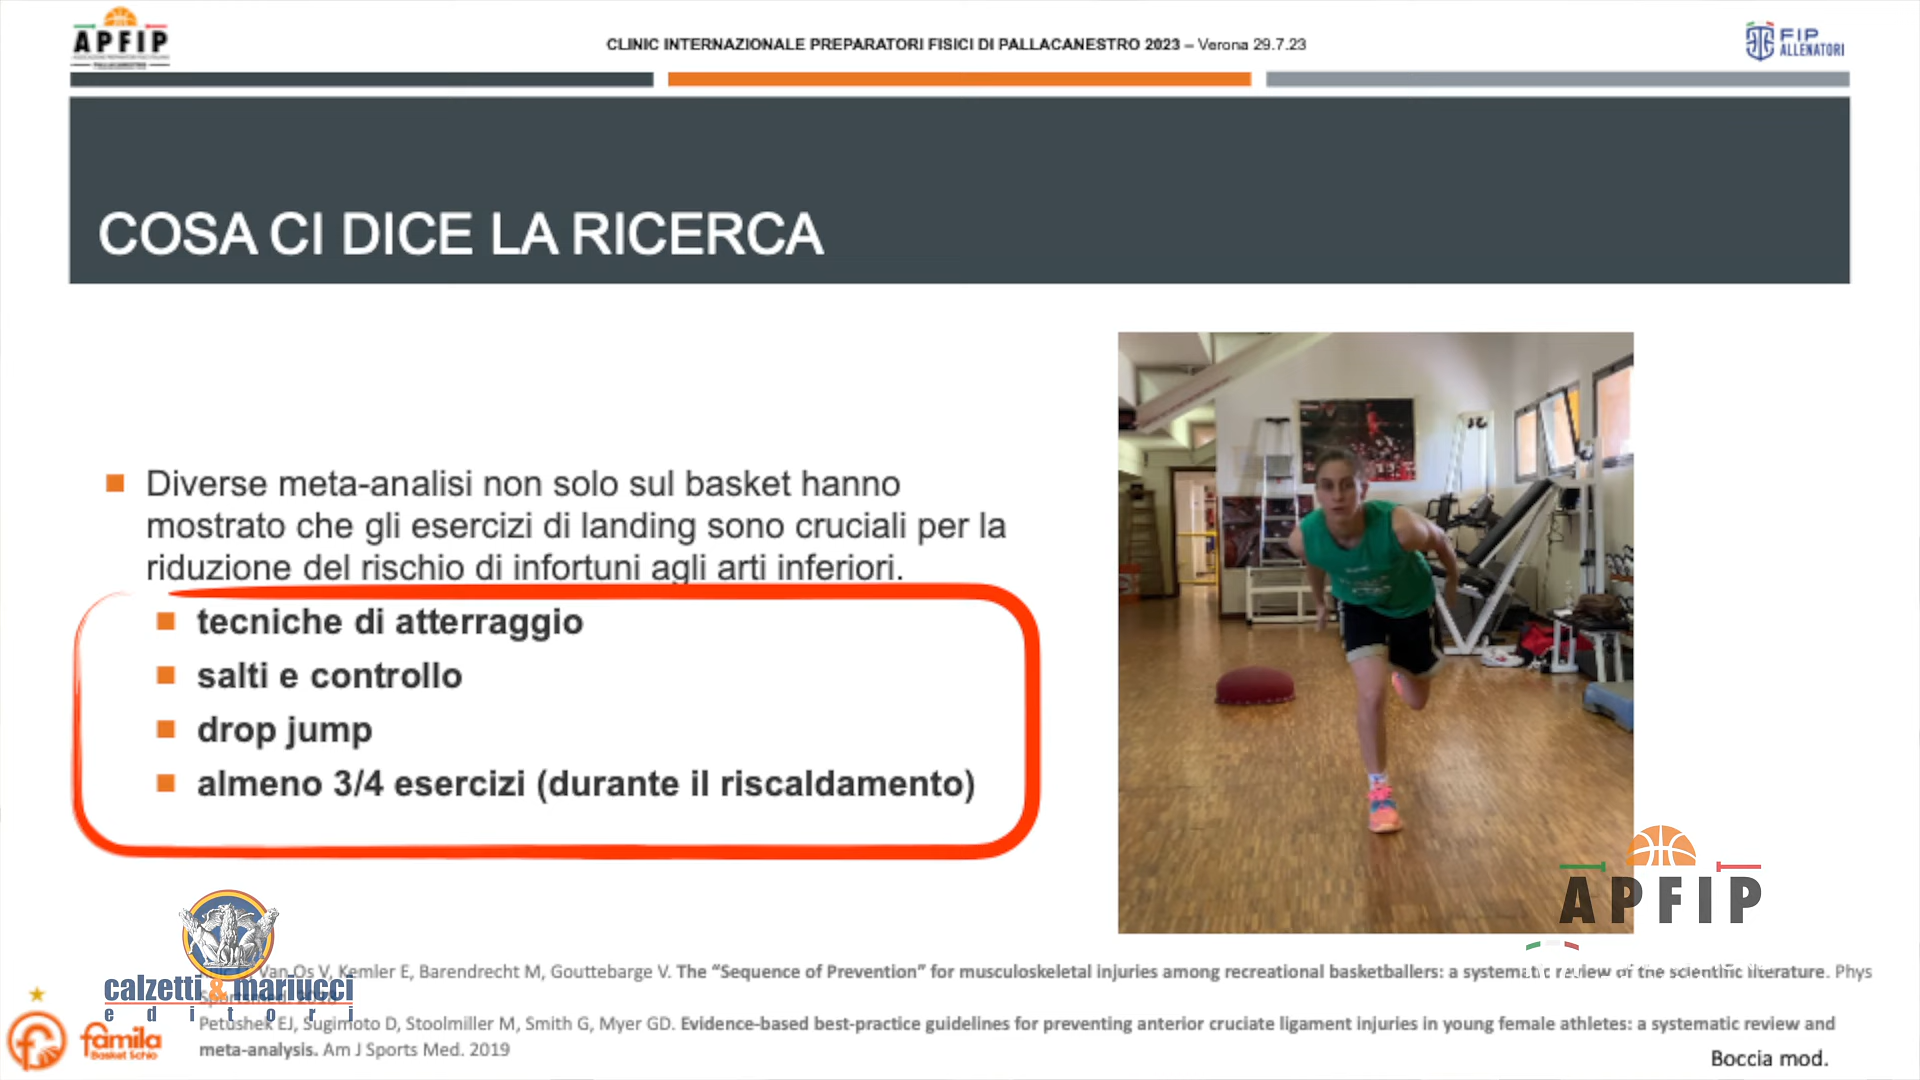 APFIP
CLINIC INTERNAZIONALE PREPARATORI FISICI DI PALLACANESTRO 2023 – Verona 29.7.23
FIP
ALLENATORI
COSA CI DICE LA RICERCA
Diverse meta-analisi non solo sul basket hanno
mostrato che gli esercizi di landing sono cruciali per la
riduzione del rischio di infortuni agli arti inferiori.
tecniche di atterraggio
salti e controllo
drop jump
almeno 3/4 esercizi (durante il riscaldamento)
APFIP
Van Os V, Kemler E, Barendrecht M, Gouttebarge V. The “Sequence of Prevention” for musculoskeletal injuries among recreational basketballers: a systematic review of the scientific literature. Phys
calzetti & mariucci
editori
Petushek EJ, Sugimoto D, Stoolmiller M, Smith G, Myer GD. Evidence-based best-practice guidelines for preventing anterior cruciate ligament injuries in young female athletes: a systematic review and
meta-analysis. Am J Sports Med. 2019
famila
Basket Schio
Boccia mod.